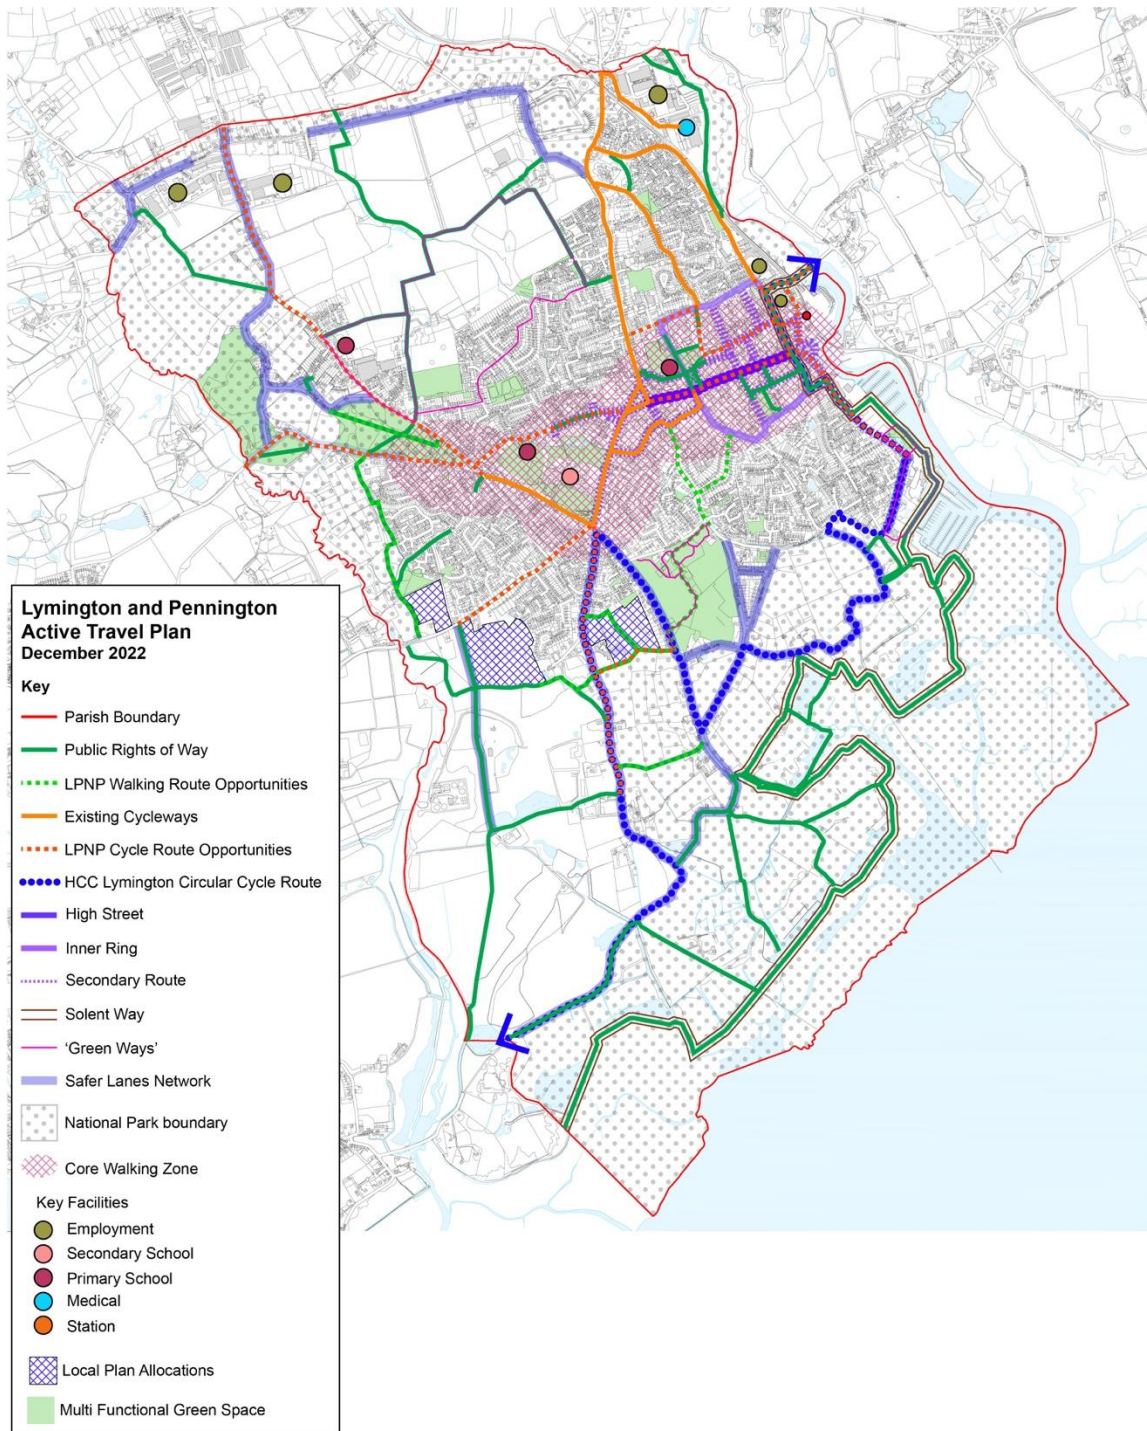 Lymington and Pennington
Active Travel Plan
December 2022
Key
Parish Boundary
Public Rights of Way
LPNP Walking Route Opportunities
Existing Cycleways
LPNP Cycle Route Opportunities
HCC Lymington Circular Cycle Route
High Street
Inner Ring
Secondary Route
Solent Way
'Green Ways'
Safer Lanes Network
National Park boundary
Core Walking Zone
Key Facilities
Employment
Secondary School
Primary School
Medical
Station
Local Plan Allocations
Multi Functional Green Space